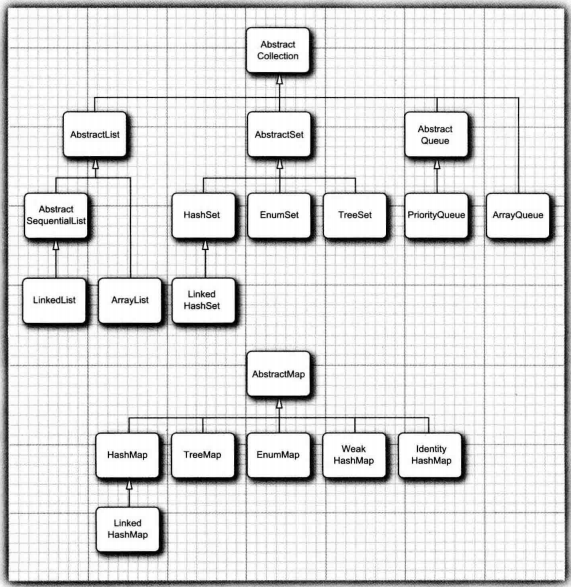 Abstract
Collection
AbstractList
AbstractSet
Abstract
Queue
Abstract
SequentialList
HashSet
EnumSet
TreeSet
PriorityQueue
ArrayQueue
LinkedList
ArrayList
Linked
HashSet
AbstractMap
HashMap
TreeMap
EnumMap
Weak
HashMap
Identity
HashMap
Linked
HashMap